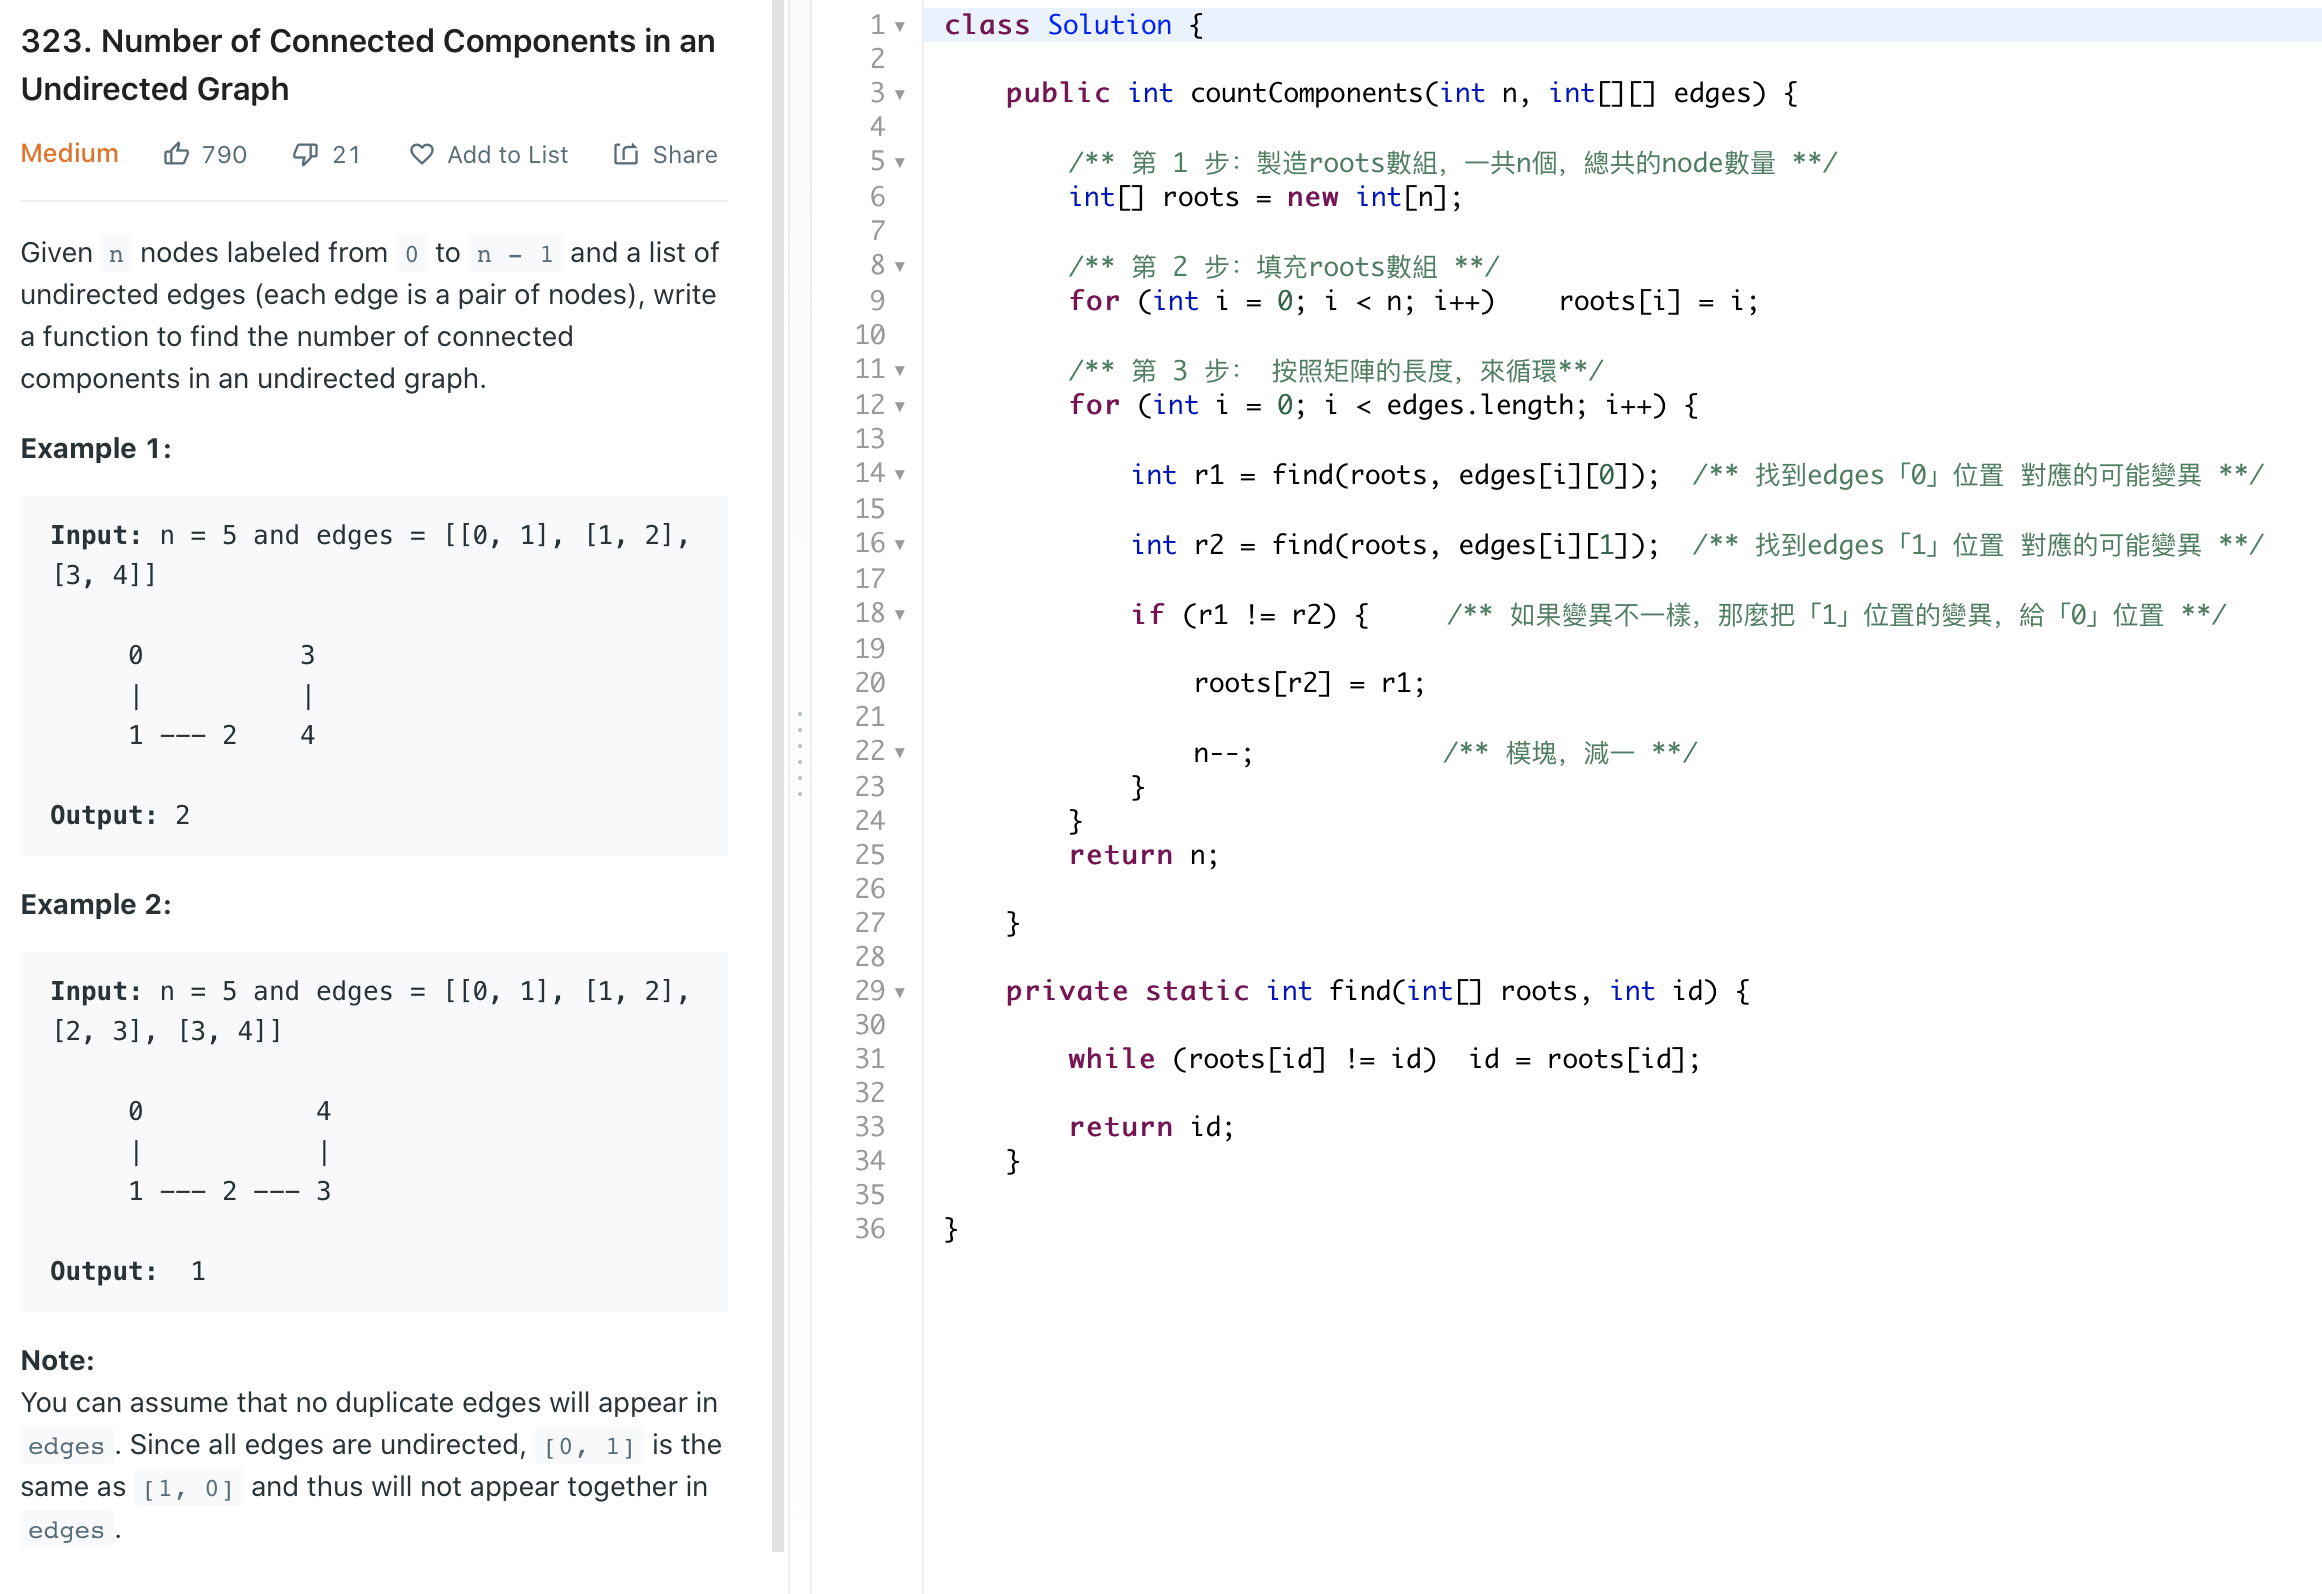 323. Number of Connected Components in an
Undirected Graph
Medium 790 21 Add to List Share
Given n nodes labeled from 0 to n - 1 and a list of
undirected edges (each edge is a pair of nodes), write
a function to find the number of connected
components in an undirected graph.
Example 1:
Input: n = 5 and edges = [[0, 1], [1, 2],
[3, 4]]
0 3
| |
1 --- 2 4
Output: 2
Example 2:
Input: n = 5 and edges = [[0, 1], [1, 2],
[2, 3], [3, 4]]
0 4
| |
1 --- 2 --- 3
Output: 1
Note:
You can assume that no duplicate edges will appear in
edges . Since all edges are undirected, [0, 1] is the
same as [1, 0] and thus will not appear together in
edges .
1 class Solution {
2
3 public int countComponents(int n, int[][] edges) {
4
5 /** 第 1 步：製造roots數組，一共n個，總共的node數量 **/
6 int[] roots = new int[n];
7
8 /** 第 2 步：填充roots數組 **/
9 for (int i = 0; i < n; i++) roots[i] = i;
10
11 /** 第 3 步： 按照矩陣的長度，來循環**/
12 for (int i = 0; i < edges.length; i++) {
13
14 int r1 = find(roots, edges[i][0]); /** 找到edges「0」位置 對應的可能變異 **/
15
16 int r2 = find(roots, edges[i][1]); /** 找到edges「1」位置 對應的可能變異 **/
17
18 if (r1 != r2) { /** 如果變異不一樣，那麼把「1」位置的變異，給「0」位置 **/
19
20 roots[r2] = r1;
21
22 n--; /** 模塊，減一 **/
23 }
24 }
25 return n;
26
27 }
28
29 private static int find(int[] roots, int id) {
30
31 while (roots[id] != id) id = roots[id];
32
33 return id;
34 }
35
36 }